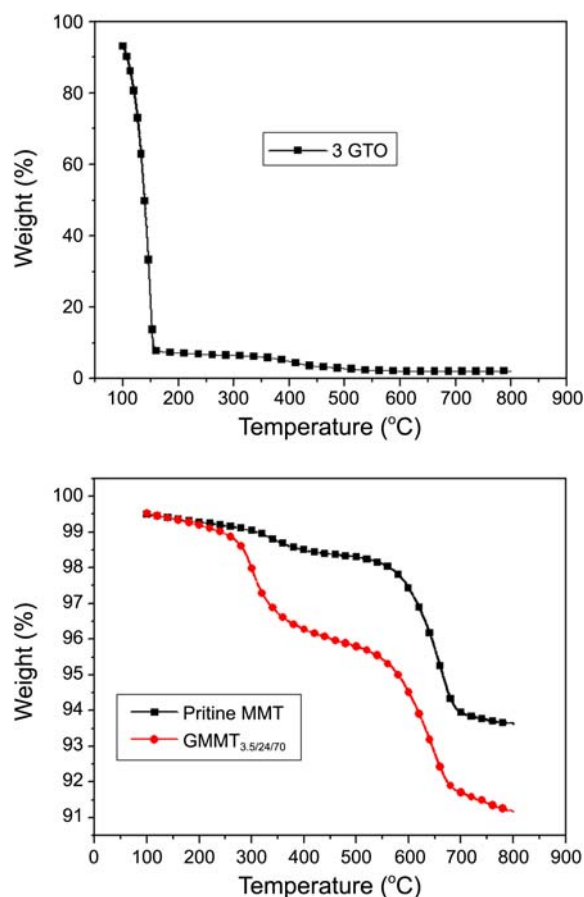 100
80
60
40
20
0
Weight (%)
3 GTO
100 200 300 400 500 600 700 800 900
Temperature (°C)
100
99
98
97
96
95
94
93
92
91
Weight (%)
Pritine MMT
GMMT3.5/24/70
0 100 200 300 400 500 600 700 800 900
Temperature (°C)